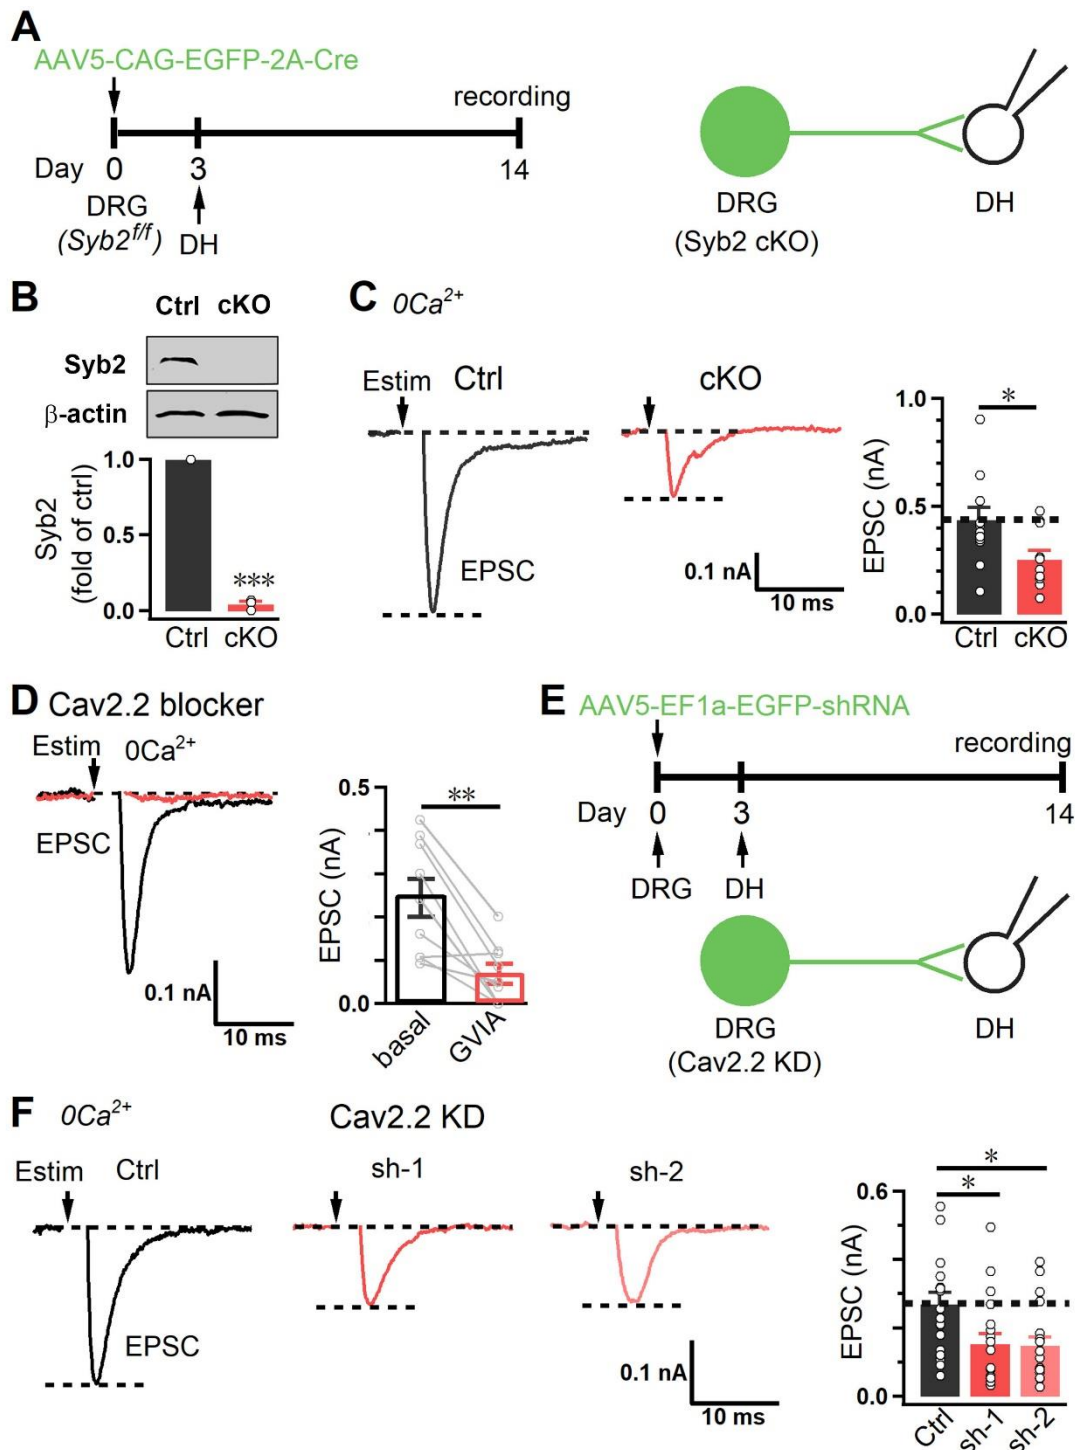 A
AAV5-CAG-EGFP-2A-Cre
recording
Day 0 3 14
DRG
(Syb2f/f) DH
DRG
(Syb2 cKO)
DH
B
Ctrl cKO
Syb2
β-actin
Syb2
(fold of ctrl)
1.0
0.5
0.0
***
Ctrl cKO
C 0Ca2+
Estim Ctrl
cKO
EPSC
0.1 nA
10 ms
EPSC (nA)
1.0
0.5
0.0
*
Ctrl cKO
D Cav2.2 blocker
Estim 0Ca2+
EPSC
0.1 nA
10 ms
EPSC (nA)
0.5
0.0
**
basal GVIA
E
AAV5-EF1a-EGFP-shRNA
recording
Day 0 3 14
DRG DH
DRG
(Cav2.2 KD)
DH
F 0Ca2+
Cav2.2 KD
Estim Ctrl
sh-1
sh-2
EPSC
0.1 nA
10 ms
EPSC (nA)
0.6
0.0
*
*
Ctrl sh-1 sh-2